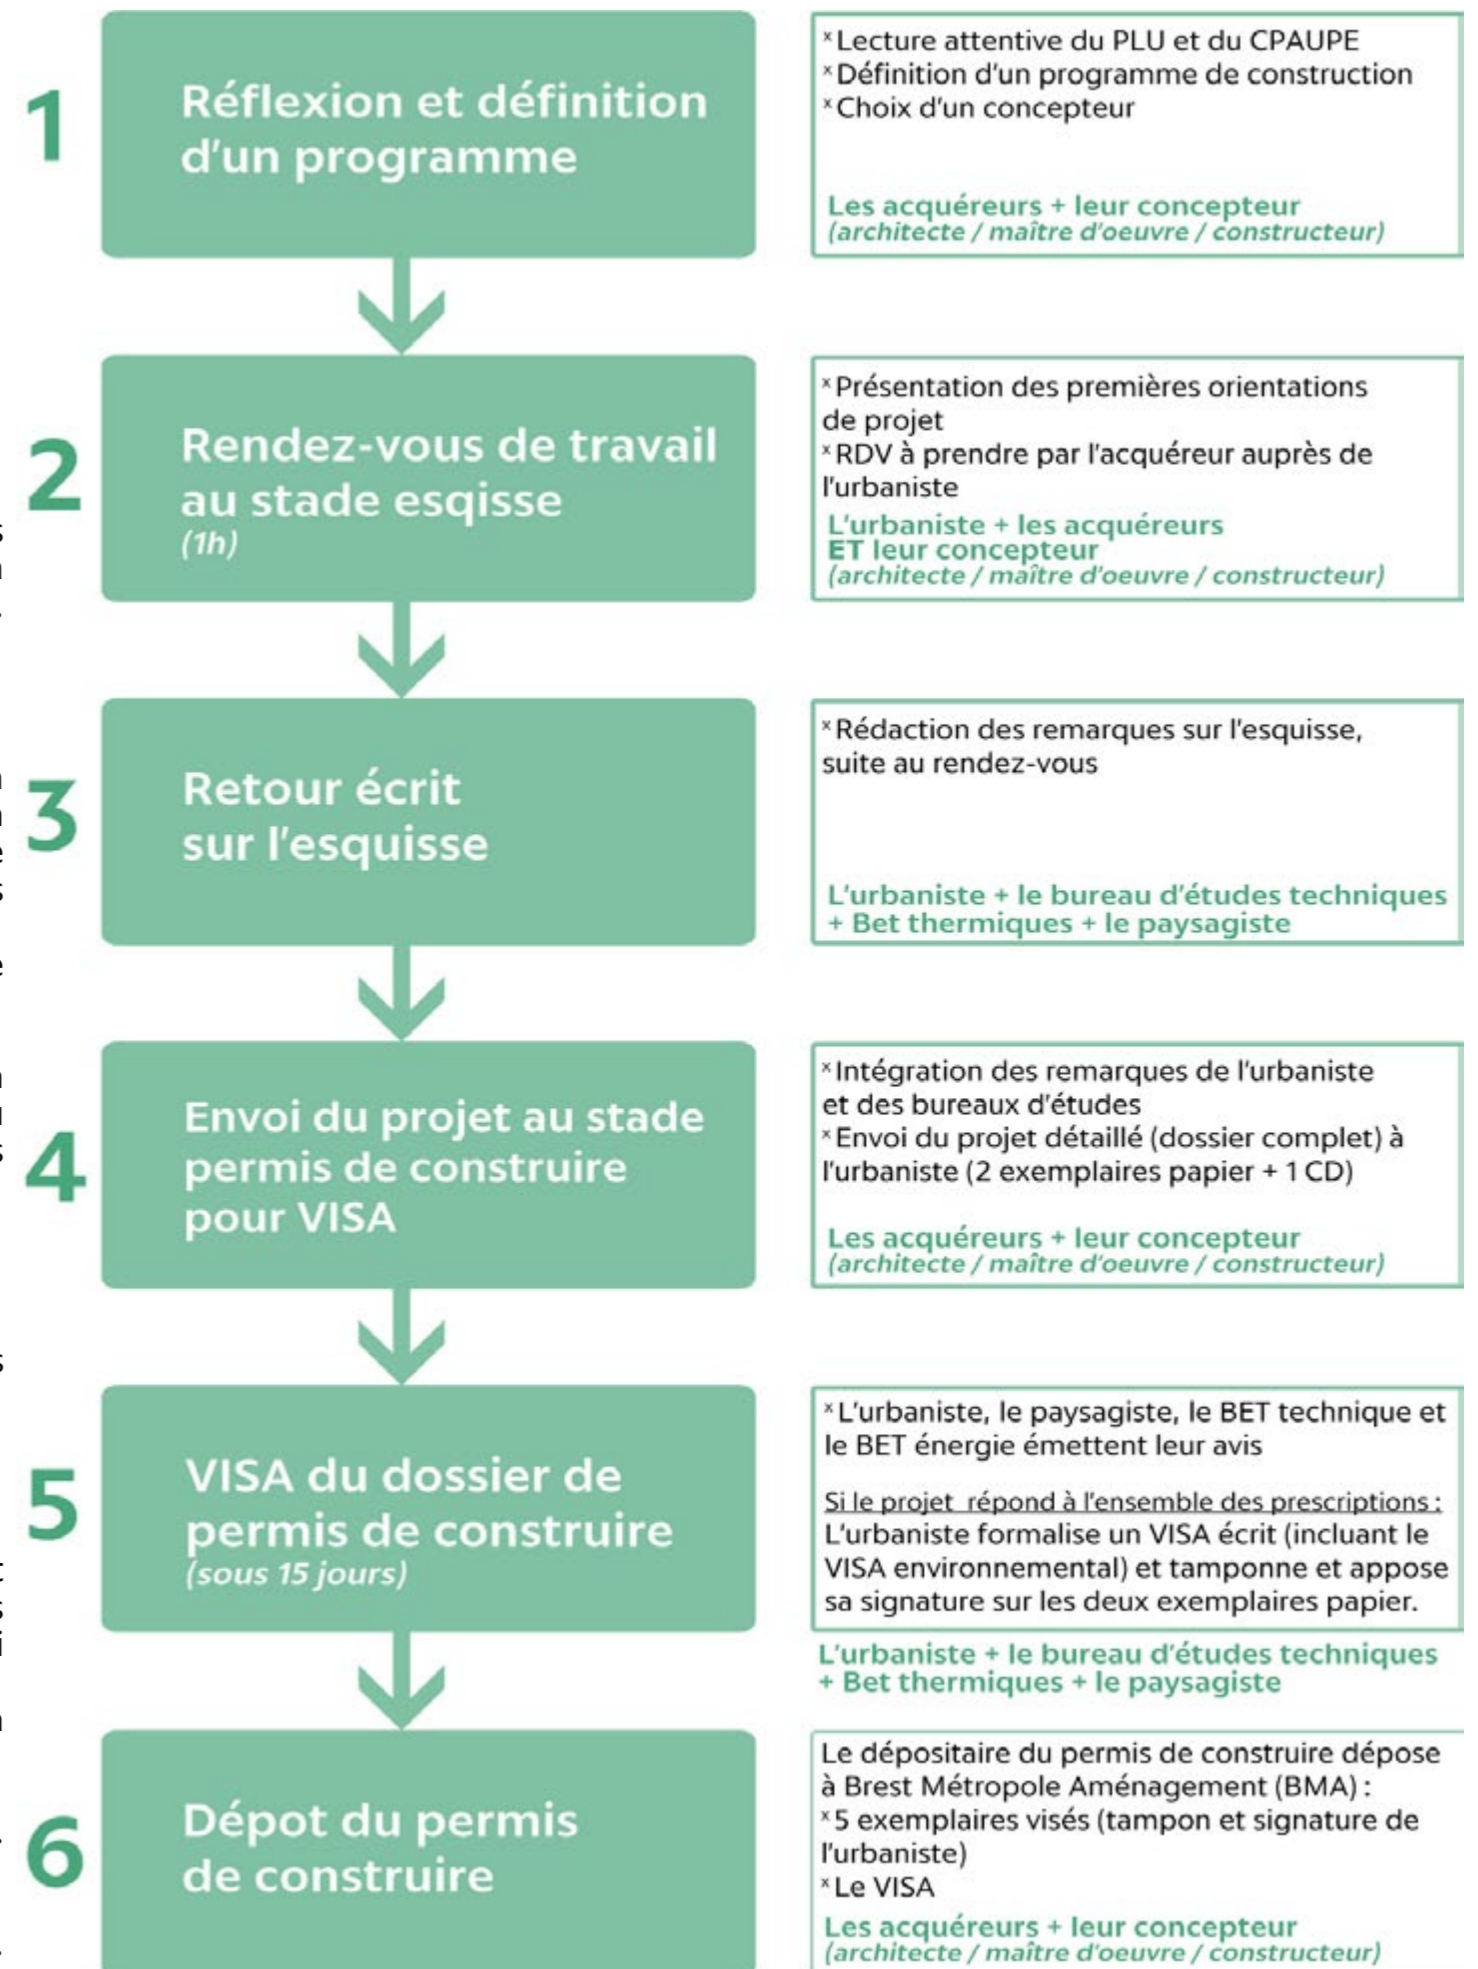 1
Réflexion et définition
d'un programme
x Lecture attentive du PLU et du CPAUPE
x Définition d'un programme de construction
x Choix d'un concepteur
Les acquéreurs + leur concepteur
(architecte / maître d'oeuvre / constructeur)
2
Rendez-vous de travail
au stade esqisse
(1h)
x Présentation des premières orientations
de projet
x RDV à prendre par l'acquéreur auprès de
l'urbaniste
L'urbaniste + les acquéreurs
ET leur concepteur
(architecte / maître d'oeuvre / constructeur)
3
Retour écrit
sur l'esquisse
x Rédaction des remarques sur l'esquisse,
suite au rendez-vous
L'urbaniste + le bureau d'études techniques
+ Bet thermiques + le paysagiste
4
Envoi du projet au stade
permis de construire
pour VISA
x Intégration des remarques de l'urbaniste
et des bureaux d'études
x Envoi du projet détaillé (dossier complet) à
l'urbaniste (2 exemplaires papier + 1 CD)
Les acquéreurs + leur concepteur
(architecte / maître d'oeuvre / constructeur)
5
VISA du dossier de
permis de construire
(sous 15 jours)
x L'urbaniste, le paysagiste, le BET technique et
le BET énergie émettent leur avis
Si le projet répond à l'ensemble des prescriptions :
L'urbaniste formalise un VISA écrit (incluant le
VISA environnemental) et tamponne et appose
sa signature sur les deux exemplaires papier.
L'urbaniste + le bureau d'études techniques
+ Bet thermiques + le paysagiste
6
Dépot du permis
de construire
Le dépositaire du permis de construire dépose
à Brest Métropole Aménagement (BMA) :
x 5 exemplaires visés (tampon et signature de
l'urbaniste)
x Le VISA
Les acquéreurs + leur concepteur
(architecte / maître d'oeuvre / constructeur)